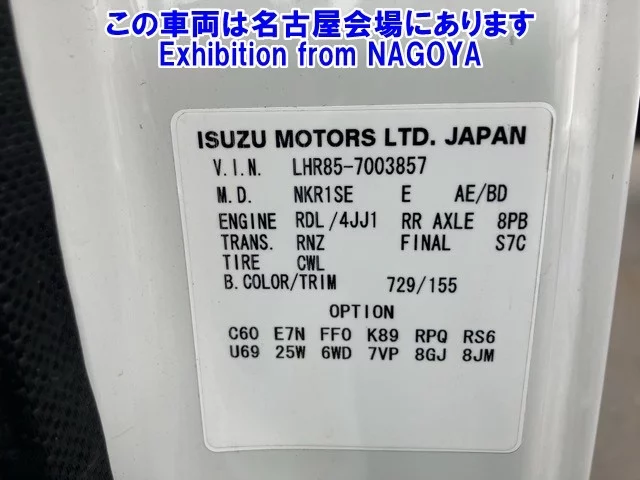 この車両は名古屋会場にあります
Exhibition from NAGOYA
ISUZU MOTORS LTD. JAPAN
V.I.N. LHR85-7003857
M.D. NKR1SE E AE/BD
ENGINE RDL/4JJ1 RR AXLE 8PB
TRANS. RNZ FINAL S7C
TIRE CWL
B.COLOR/TRIM 729/155
OPTION
C60 E7N FF0 K89 RPQ RS6
U69 25W 6WD 7VP 8GJ 8JM